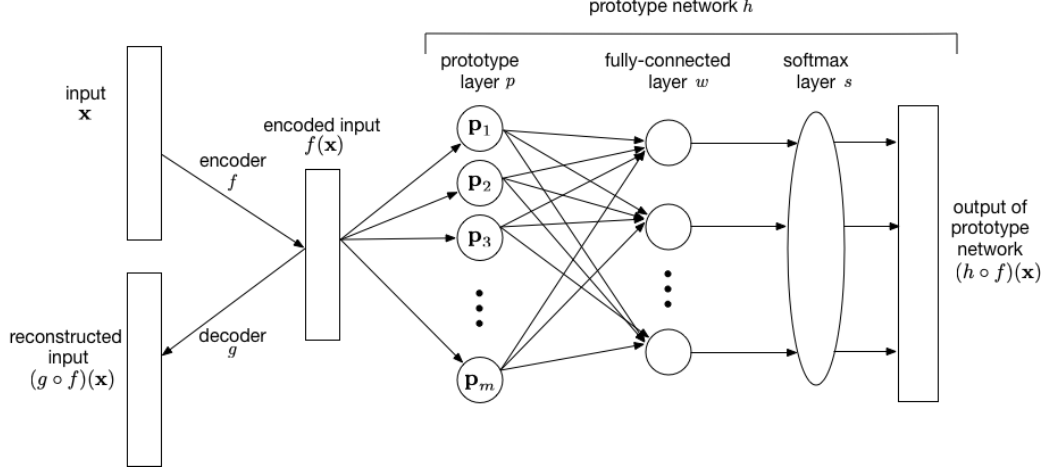 prototype network h
prototype
layer p
fully-connected
layer w
softmax
layer s
input
x
encoded input
f(x)
encoder
f
p₁
p₂
p₃
pₘ
output of
prototype
network
(h ∘ f)(x)
reconstructed
input
(g ∘ f)(x)
decoder
g